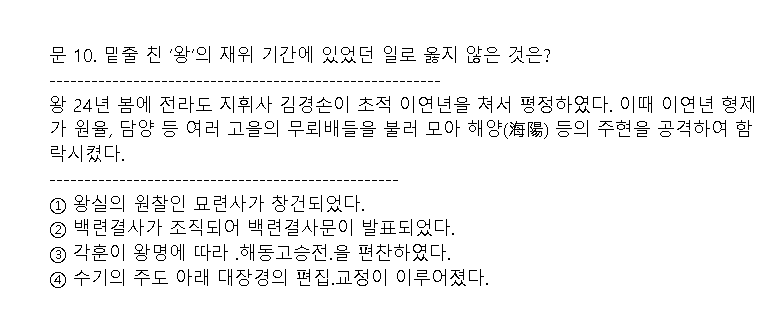 문 10. 밑줄 친 ‘왕’의 재위 기간에 있었던 일로 옳지 않은 것은?
--------------------------------------------------------
왕 24년 봄에 전라도 지휘사 김경손이 초적 이연년을 쳐서 평정하였다. 이때 이연년 형제
가 원율, 담양 등 여러 고을의 무뢰배들을 불러 모아 해양(海陽) 등의 주현을 공격하여 함
락시켰다.
--------------------------------------------------
① 왕실의 원찰인 묘련사가 창건되었다.
② 백련결사가 조직되어 백련결사문이 발표되었다.
③ 각훈이 왕명에 따라 .해동고승전.을 편찬하였다.
④ 수기의 주도 아래 대장경의 편집.교정이 이루어졌다.